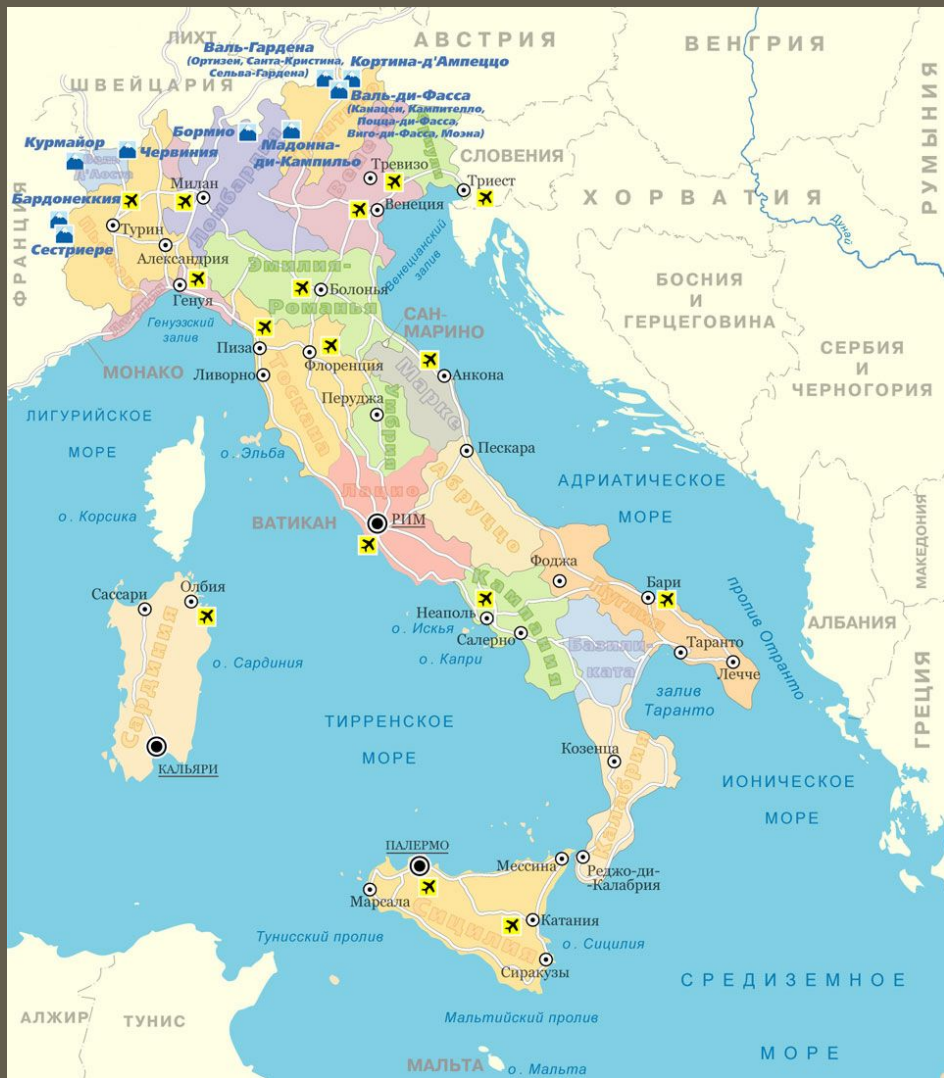 ЛИХТ
АВСТРИЯ
ВЕНГРИЯ
РУМЫНИЯ
ШВЕЙЦАРИЯ
Валь-Гардена
(Ортизеи, Санта-Кристина,
Сельва-Гардена)
Кортина-д'Ампеццо
Валь-ди-Фасса
(Канацеи, Кампителло,
Поцца-ди-Фасса,
Виго-ди-Фасса, Моэна)
Бормио
Мадонна-
ди-Кампильо
Курмайор
Червиния
Бардонеккия
Сестриере
ФРАНЦИЯ
СЛОВЕНИЯ
ХОРВАТИЯ
Дунай
Тревизо
Триест
Милан
Венеция
Ломбардия
Турин
Александрия
Генуя
Генуэзский
залив
Эмилия-
Романья
Болонья
Венецианский
залив
БОСНИЯ
И
ГЕРЦЕГОВИНА
САН-
МАРИНО
СЕРБИЯ
И
ЧЕРНОГОРИЯ
МОНАКО
Пиза
Флоренция
Ливорно
Тоскана
Марке
Анкона
Перуджа
Умбрия
ЛИГУРИЙСКОЕ
МОРЕ
о. Эльба
Пескара
АДРИАТИЧЕСКОЕ
МОРЕ
Абруццо
Лацио
о. Корсика
ВАТИКАН
РИМ
МАКЕДОНИЯ
Фоджа
Кампания
Пулия
Бари
пролив Отранто
АЛБАНИЯ
Сассари
Олбия
Неаполь
о. Искья
Салерно
о. Капри
Базили-
ката
Таранто
Лечче
залив
Таранто
ГРЕЦИЯ
о. Сардиния
Сардиния
ТИРРЕНСКОЕ
МОРЕ
КАЛЬЯРИ
Козенца
Калабрия
ИОНИЧЕСКОЕ
МОРЕ
ПАЛЕРМО
Мессина
Реджо-ди-
-Калабрия
Марсала
Сицилия
Катания
о. Сицилия
Тунисский пролив
Сиракузы
СРЕДИЗЕМНОЕ
МОРЕ
АЛЖИР
ТУНИС
Мальтийский пролив
МАЛЬТА
о. Мальта